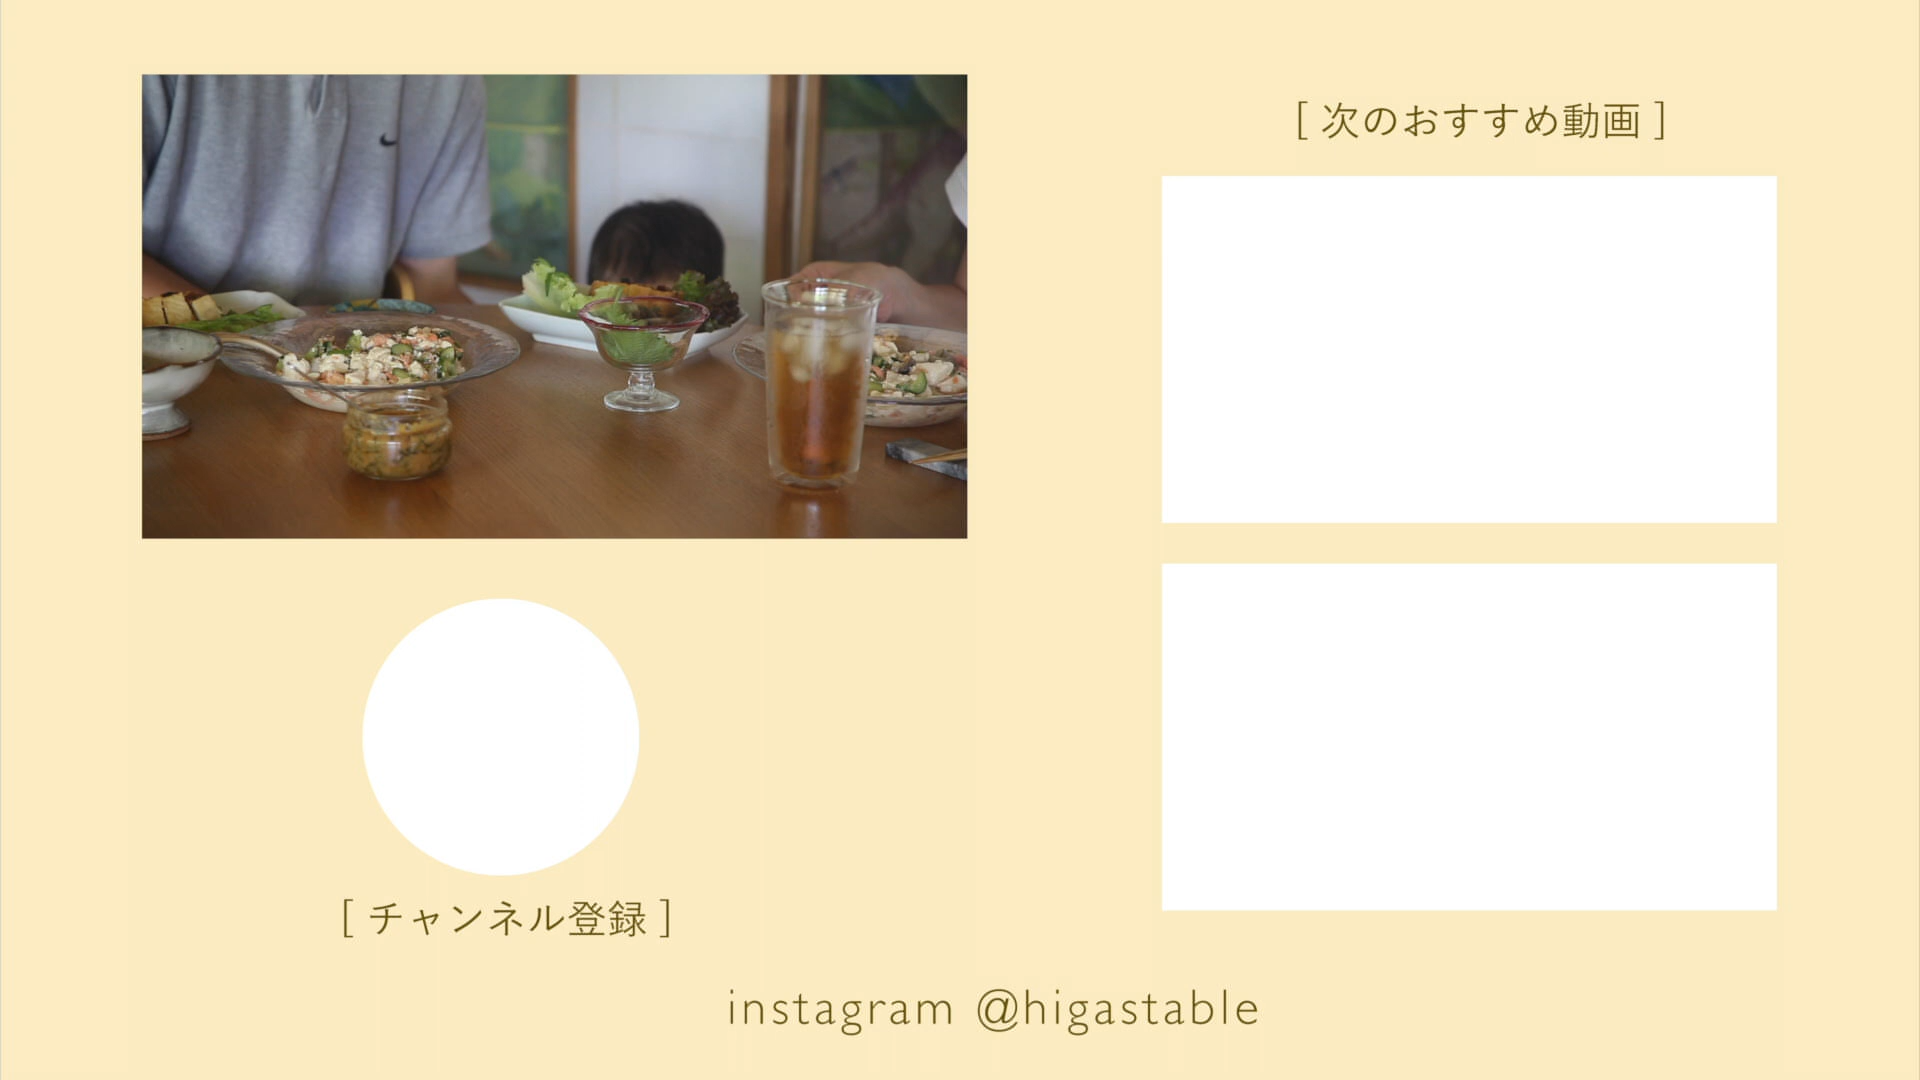 [ 次のおすすめ動画 ]
[ チャンネル登録 ]
instagram @higastable